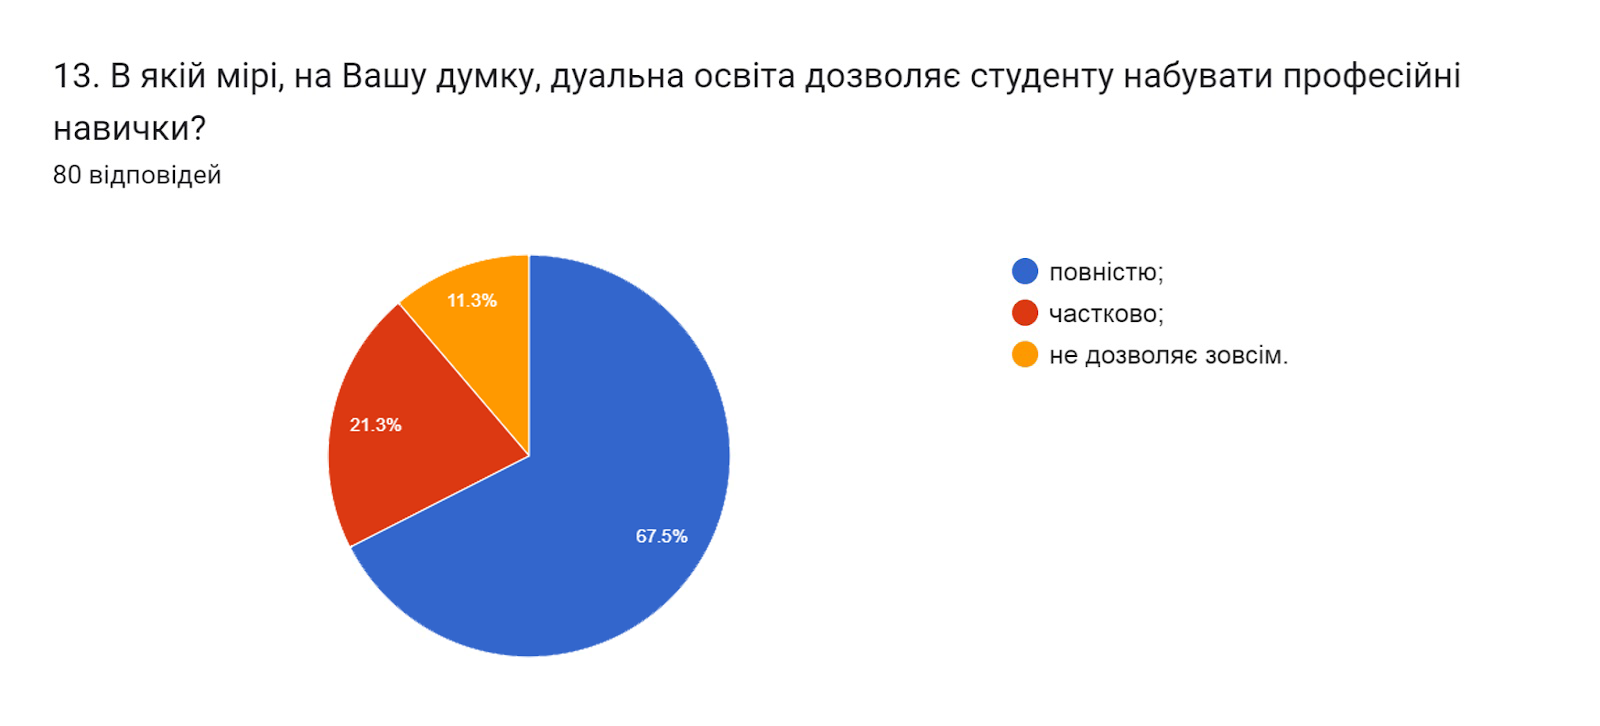 13. В якій мірі, на Вашу думку, дуальна освіта дозволяє студенту набувати професійні
навички?
80 відповідей
повністю;
частково;
не дозволяє зовсім.
11.3%
21.3%
67.5%